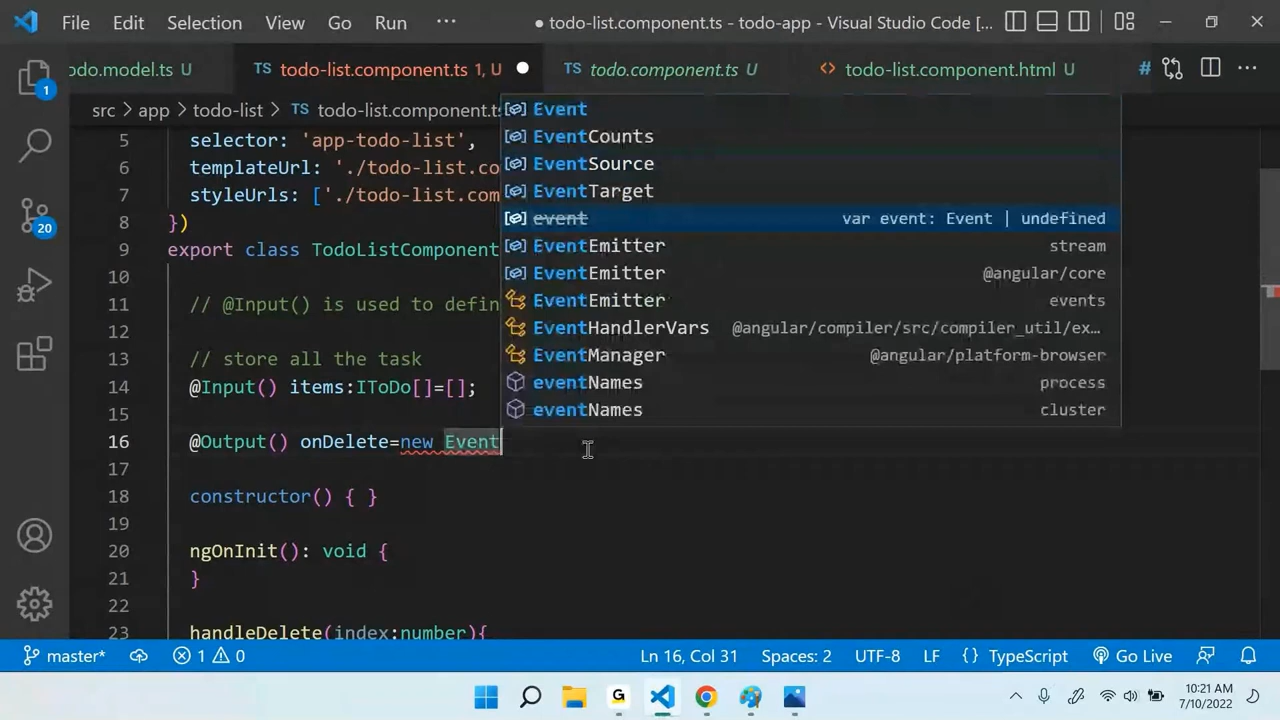 File Edit Selection View Go Run ··· ● todo-list.component.ts - todo-app - Visual Studio Code [...
odo.model.ts U TS todo-list.component.ts 1, U ● TS todo.component.ts U <> todo-list.component.html U # ···
src > app > todo-list > TS todo-list.component.ts
5 selector: 'app-todo-list',
6 templateUrl: './todo-list.co
7 styleUrls: ['./todo-list.com
8 })
9 export class TodoListComponent
10
11 // @Input() is used to defin
12
13 // store all the task
14 @Input() items:IToDo[]=[];
15
16 @Output() onDelete=new Event
17
18 constructor() { }
19
20 ngOnInit(): void {
21 }
22
23 handleDelete(index:number){
Event
EventCounts
EventSource
EventTarget
event var event: Event | undefined
EventEmitter stream
EventEmitter @angular/core
EventEmitter events
EventHandlerVars @angular/compiler/src/compiler_util/ex…
EventManager @angular/platform-browser
eventNames process
eventNames cluster
1
20
master* 1 0 Ln 16, Col 31 Spaces: 2 UTF-8 LF {} TypeScript Go Live
G
10:21 AM
7/10/2022